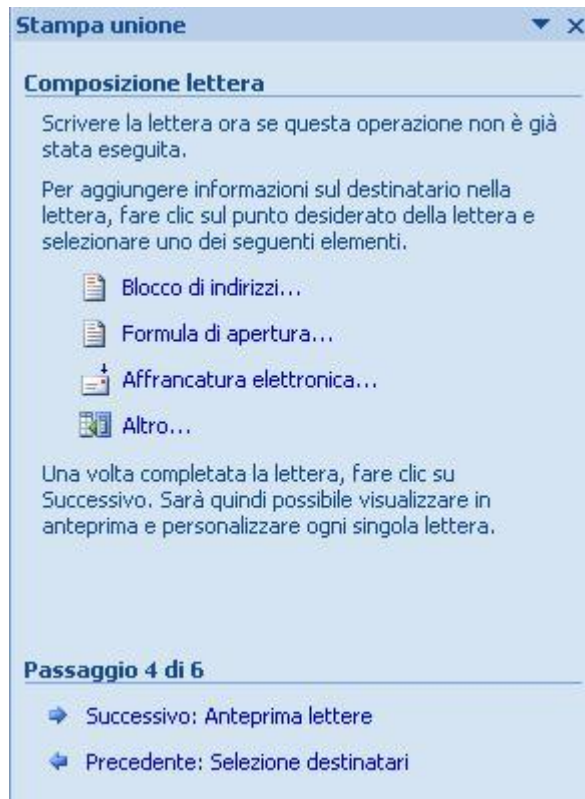 Stampa unione
Composizione lettera
Scrivere la lettera ora se questa operazione non è già
stata eseguita.
Per aggiungere informazioni sul destinatario nella
lettera, fare clic sul punto desiderato della lettera e
selezionare uno dei seguenti elementi.
Blocco di indirizzi...
Formula di apertura...
Affrancatura elettronica...
Altro...
Una volta completata la lettera, fare clic su
Successivo. Sarà quindi possibile visualizzare in
anteprima e personalizzare ogni singola lettera.
Passaggio 4 di 6
Successivo: Anteprima lettere
Precedente: Selezione destinatari